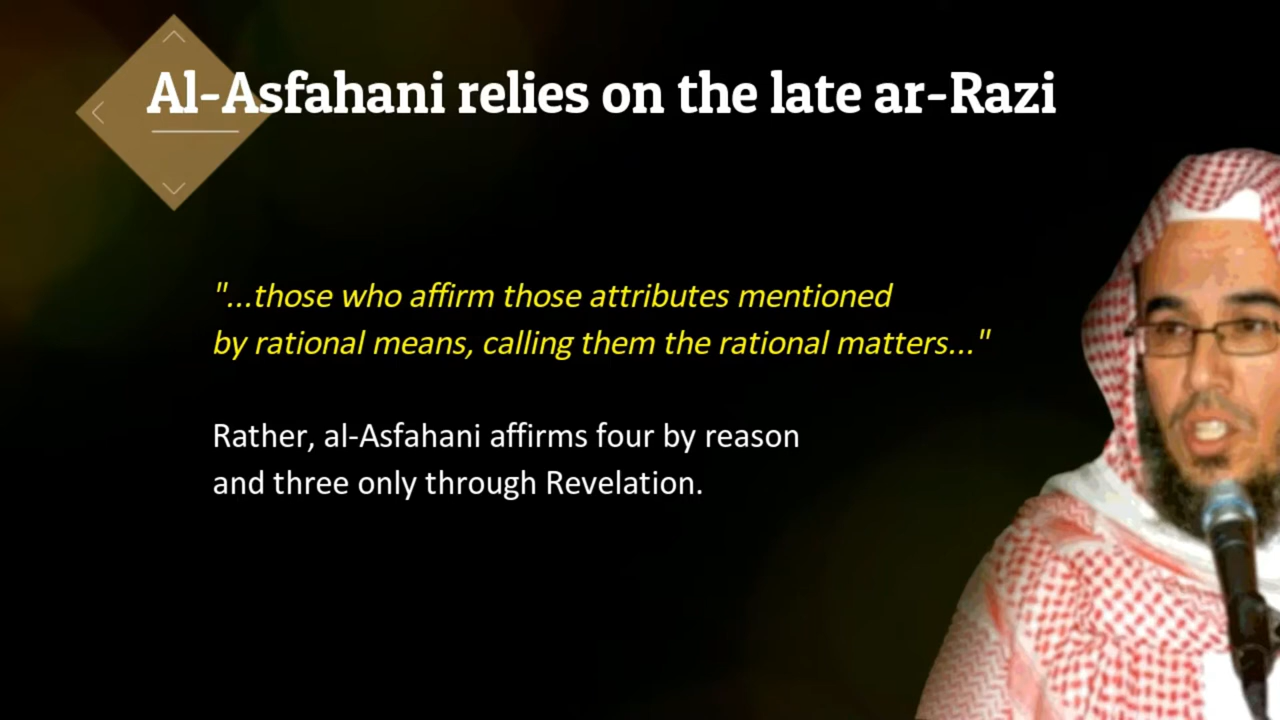 Al-Asfahani relies on the late ar-Razi
"...those who affirm those attributes mentioned
by rational means, calling them the rational matters..."
Rather, al-Asfahani affirms four by reason
and three only through Revelation.